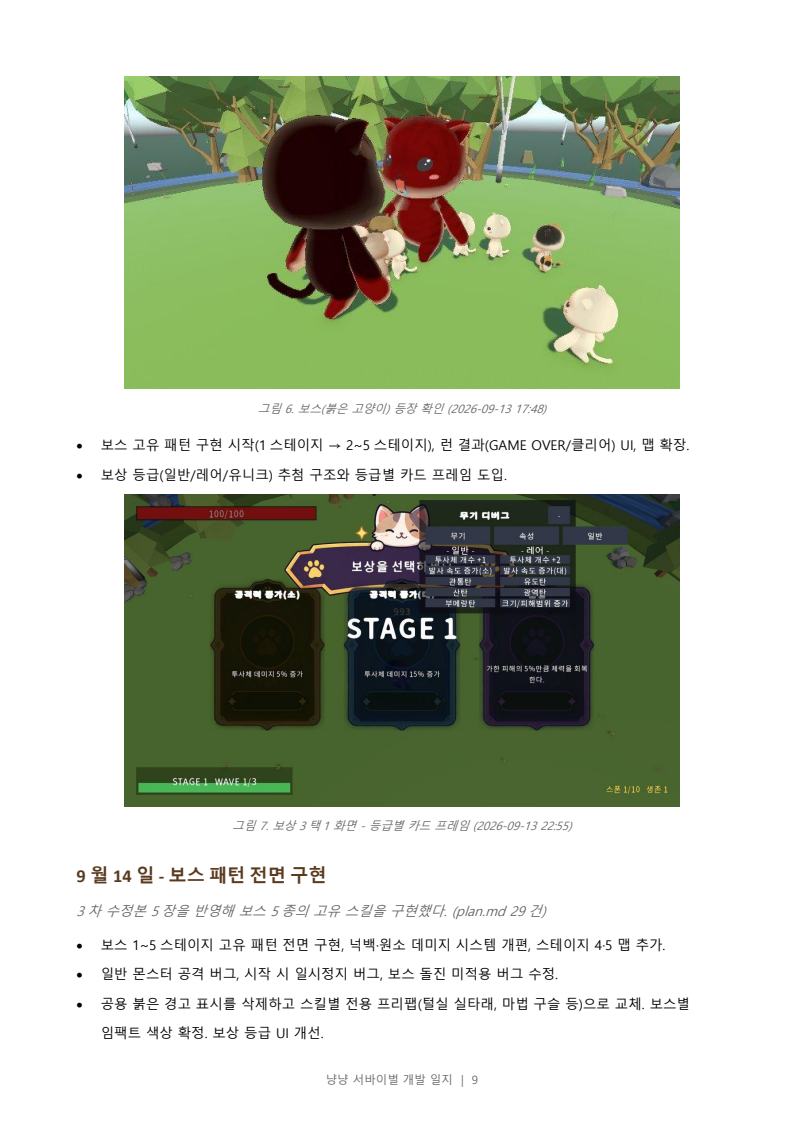 그림 6. 보스(붉은 고양이) 등장 확인 (2026-09-13 17:48)
• 보스 고유 패턴 구현 시작(1 스테이지 → 2~5 스테이지), 런 결과(GAME OVER/클리어) UI, 맵 확장.
• 보상 등급(일반/레어/유니크) 추첨 구조와 등급별 카드 프레임 도입.
100/100
무기 디버그
-
무기 속성 일반
- 일반 - - 레어 -
투사체 개수 +1 투사체 개수 +2
발사 속도 증가(소) 발사 속도 증가(대)
관통탄 유도탄
산탄 광역탄
부메랑탄 크기/피해범위 증가
보상을 선택
공격력 증가(소) 공격력 증가
993
STAGE 1
투사체 데미지 5% 증가 투사체 데미지 15% 증가 가한 피해의 5%만큼 체력을 회복
한다.
STAGE 1 WAVE 1/3
스폰 1/10 생존 1
그림 7. 보상 3 택 1 화면 - 등급별 카드 프레임 (2026-09-13 22:55)
9 월 14 일 - 보스 패턴 전면 구현
3 차 수정본 5 장을 반영해 보스 5 종의 고유 스킬을 구현했다. (plan.md 29 건)
• 보스 1~5 스테이지 고유 패턴 전면 구현, 넉백·원소 데미지 시스템 개편, 스테이지 4·5 맵 추가.
• 일반 몬스터 공격 버그, 시작 시 일시정지 버그, 보스 돌진 미적용 버그 수정.
• 공용 붉은 경고 표시를 삭제하고 스킬별 전용 프리팹(털실 실타래, 마법 구슬 등)으로 교체. 보스별
임팩트 색상 확정. 보상 등급 UI 개선.
냥냥 서바이벌 개발 일지 | 9